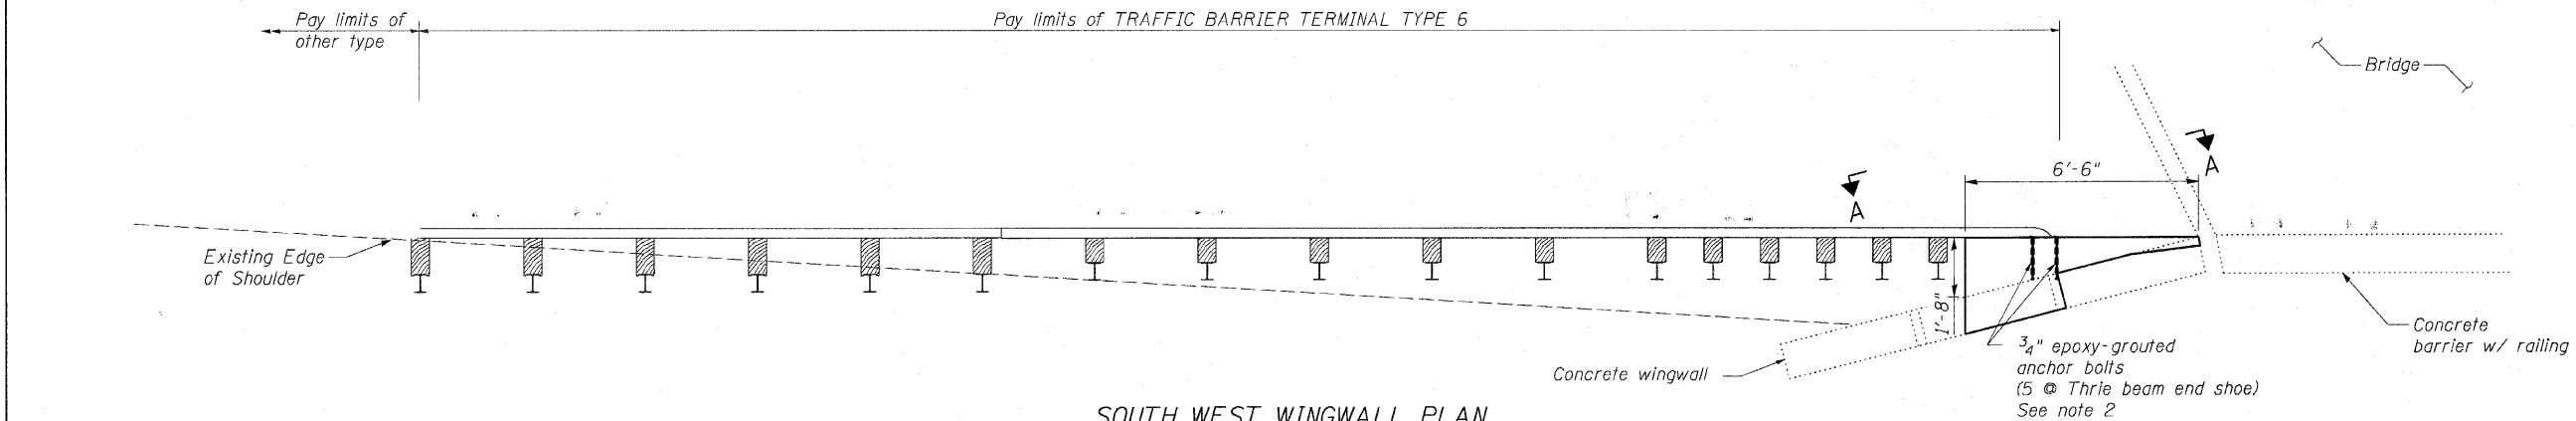 Pay limits of
other type
Pay limits of TRAFFIC BARRIER TERMINAL TYPE 6
Bridge
A
A
6'-6"
Existing Edge
of Shoulder
1'-8"
Concrete wingwall
3/4" epoxy-grouted
anchor bolts
(5 @ Thrie beam end shoe)
See note 2
Concrete
barrier w/ railing
SOUTH WEST WINGWALL PLAN